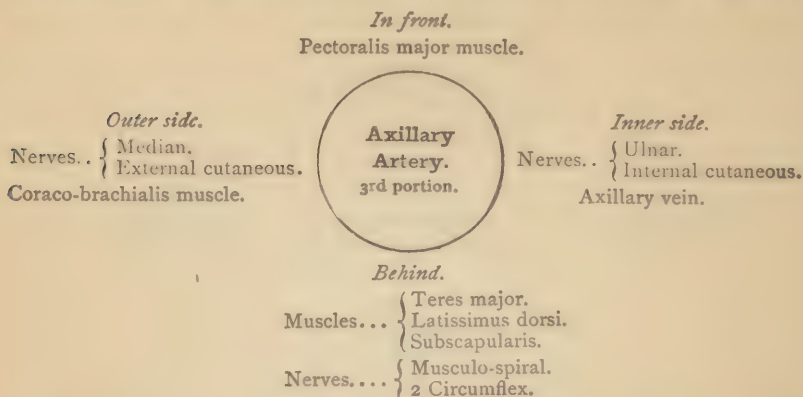 In front.
Pectoralis major muscle.
Outer side.
Nerves.. { Median.
External cutaneous.
Coraco-brachialis muscle.
Axillary
Artery.
3rd portion.
Inner side.
Nerves.. { Ulnar.
Internal cutaneous.
Axillary vein.
Behind.
Muscles... { Teres major.
Latissimus dorsi.
Subscapularis.
Nerves.... { Musculo-spiral.
2 Circumflex.